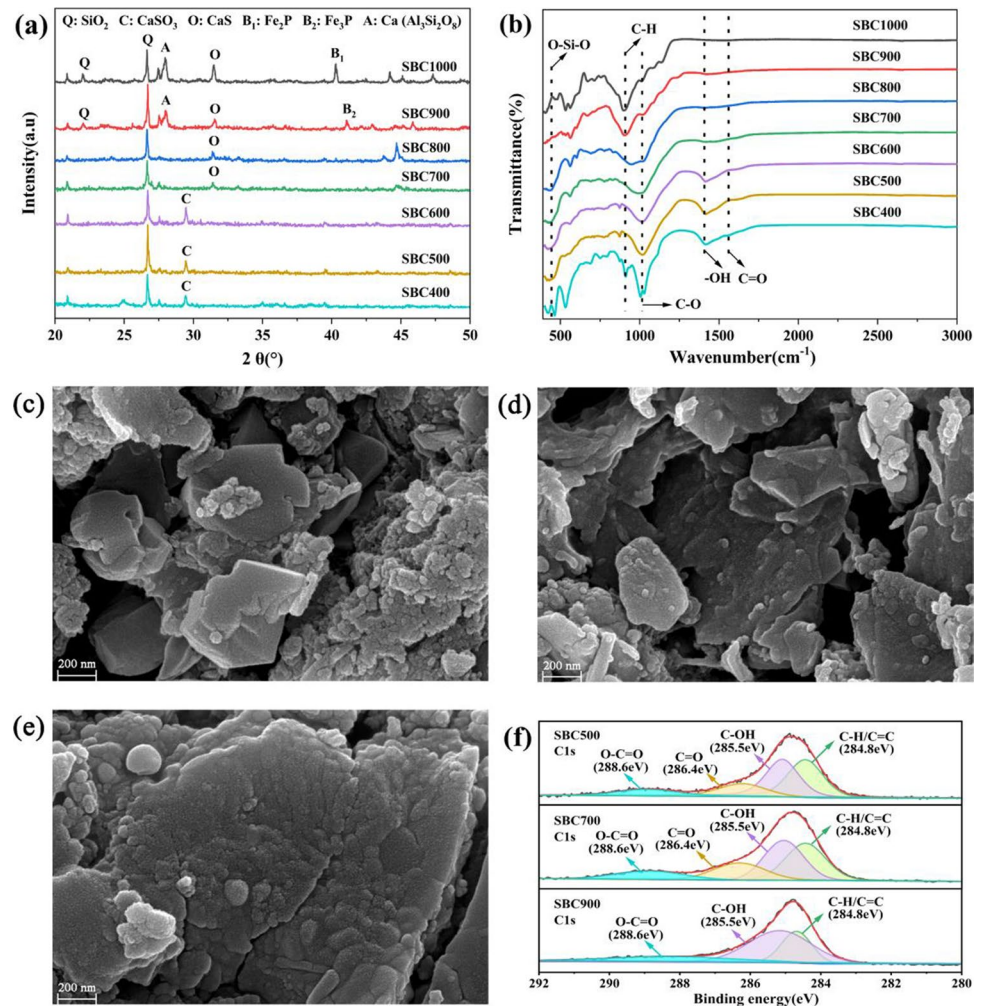 (a)
Q: SiO₂ C: CaSO₃ O: CaS B₁: Fe₂P B₂: Fe₃P A: Ca (Al₃Si₂O₈)
Q
A
Q
O
B₁
SBC1000
Q
A
O
B₂
SBC900
O
SBC800
O
SBC700
C
SBC600
C
SBC500
C
SBC400
Intensity(a.u)
20 25 30 35 40 45 50
2 θ(°)
(b)
O-Si-O
C-H
SBC1000
SBC900
SBC800
SBC700
SBC600
SBC500
SBC400
-OH
C=O
C-O
Transmittance(%)
500 1000 1500 2000 2500 3000
Wavenumber(cm⁻¹)
(c)
200 nm
(d)
200 nm
(e)
200 nm
(f)
SBC500
C1s
O-C=O
(288.6eV)
C=O
286.4eV)
C-OH
(285.5eV)
C-H/C=C
(284.8eV)
SBC700
C1s
O-C=O
(288.6eV)
C=O
(286.4eV)
C-OH
(285.5eV)
C-H/C=C
(284.8eV)
SBC900
C1s
O-C=O
(288.6eV)
C-OH
(285.5eV)
C-H/C=C
(284.8eV)
292 290 288 286 284 282 280
Binding energy(eV)